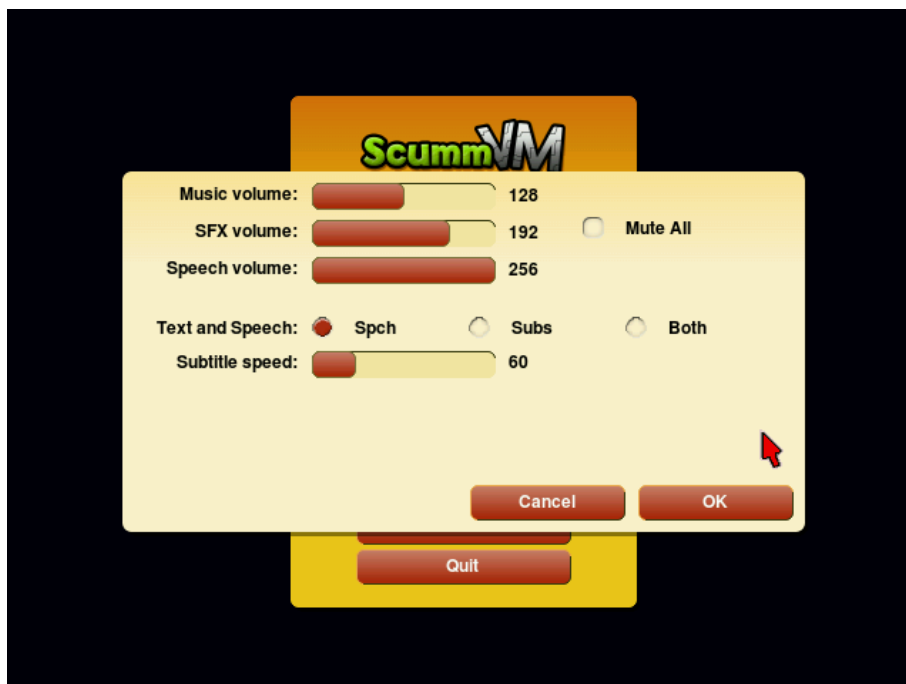 ScummVM
Music volume: 128
SFX volume: 192 Mute All
Speech volume: 256
Text and Speech: Spch Subs Both
Subtitle speed: 60
Cancel OK
Quit